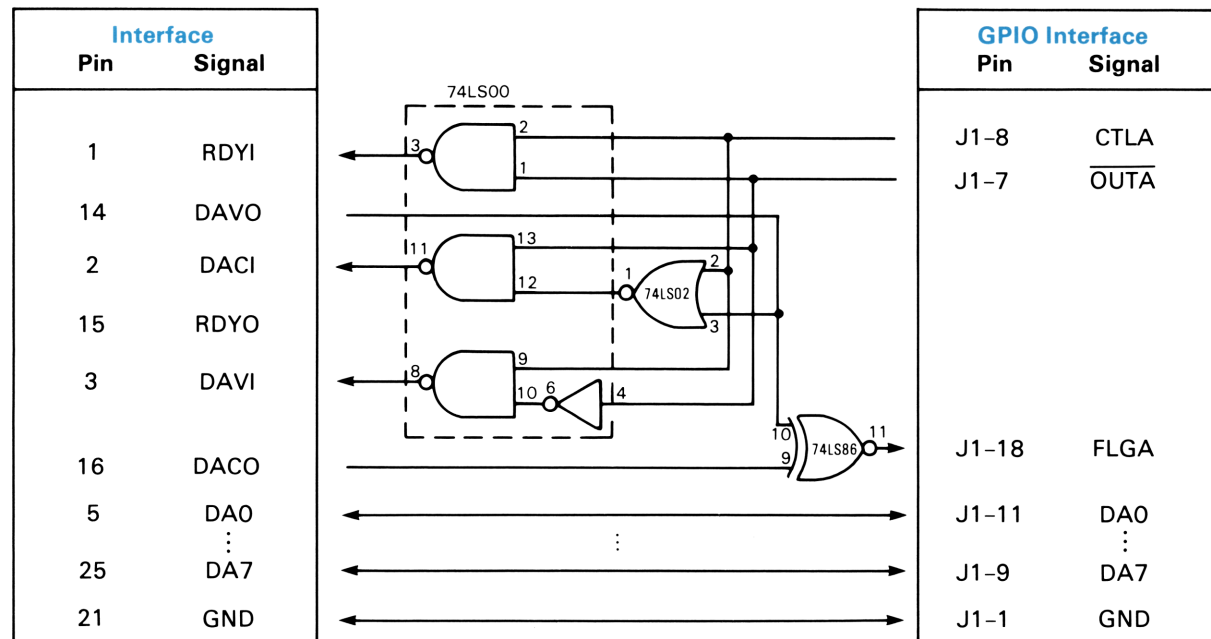 Interface
Pin Signal
1 RDYI
14 DAVO
2 DACI
15 RDYO
3 DAVI
16 DACO
5 DA0
⋮
25 DA7
21 GND
74LS00
3
2
1
11
13
12
1
74LS02
2
3
8
9
10
6
4
10
9
74LS86
11
⋮
GPIO Interface
Pin Signal
J1–8 CTLA
J1–7 O̅U̅T̅A̅
J1–18 FLGA
J1–11 DA0
⋮
J1–9 DA7
J1–1 GND